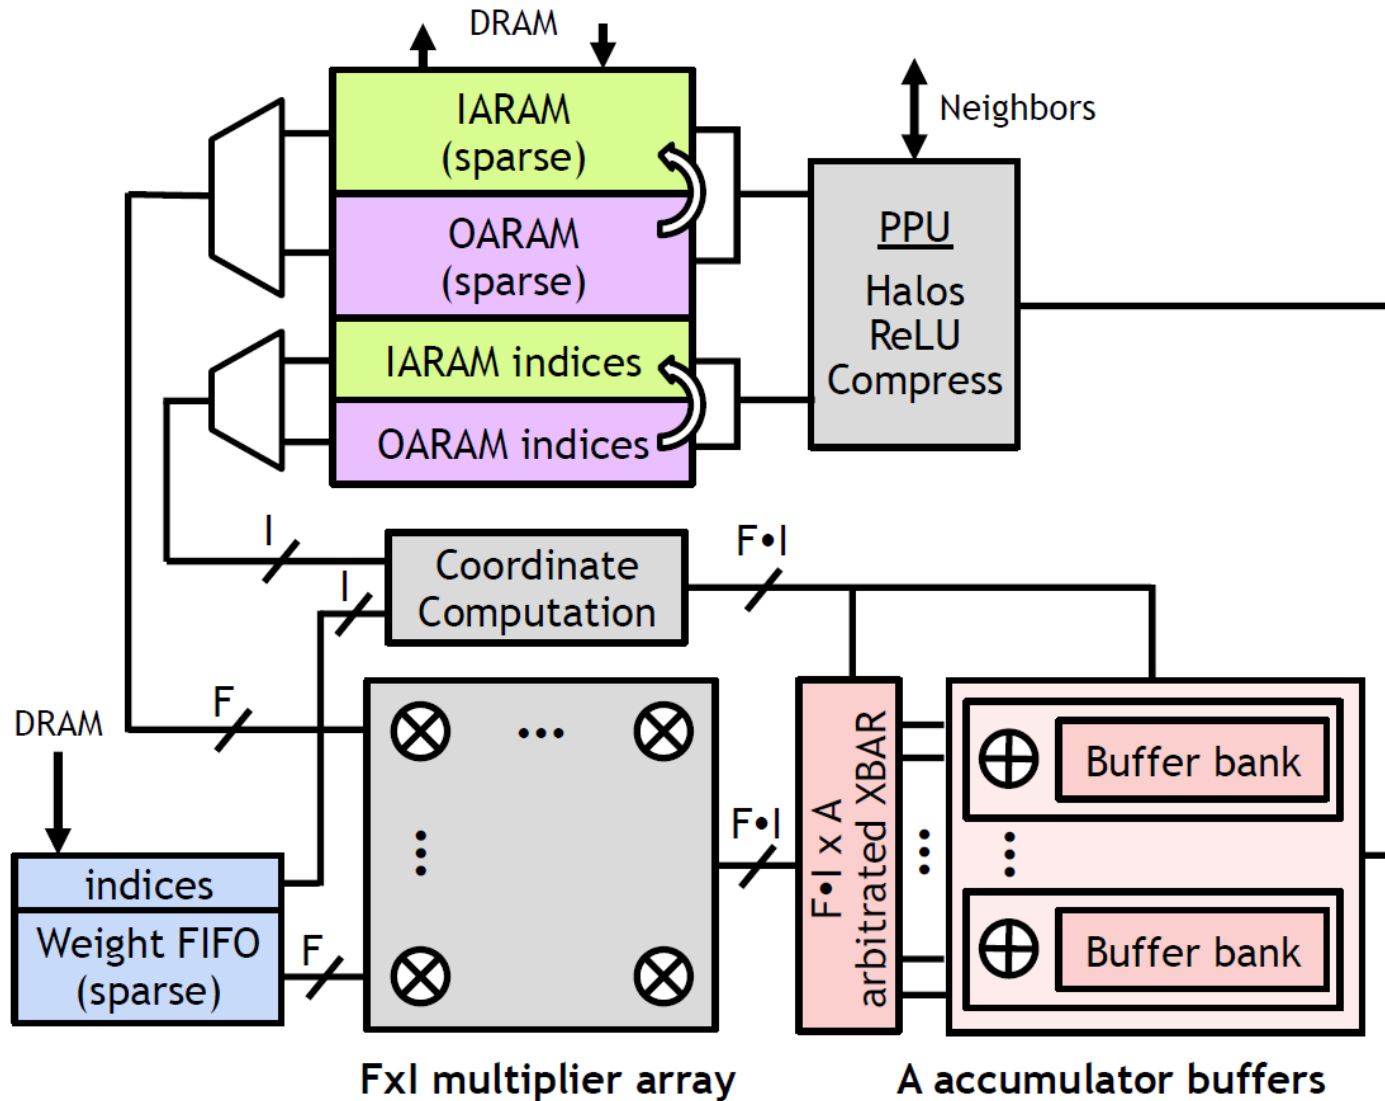 DRAM
IARAM
(sparse)
Neighbors
OARAM
(sparse)
PPU
Halos
ReLU
Compress
IARAM indices
OARAM indices
I
Coordinate
Computation
F•I
I
F
DRAM
•••
F•I
F•I x A
arbitrated XBAR
Buffer bank
indices
Weight FIFO
(sparse)
F
Buffer bank
FxI multiplier array
A accumulator buffers